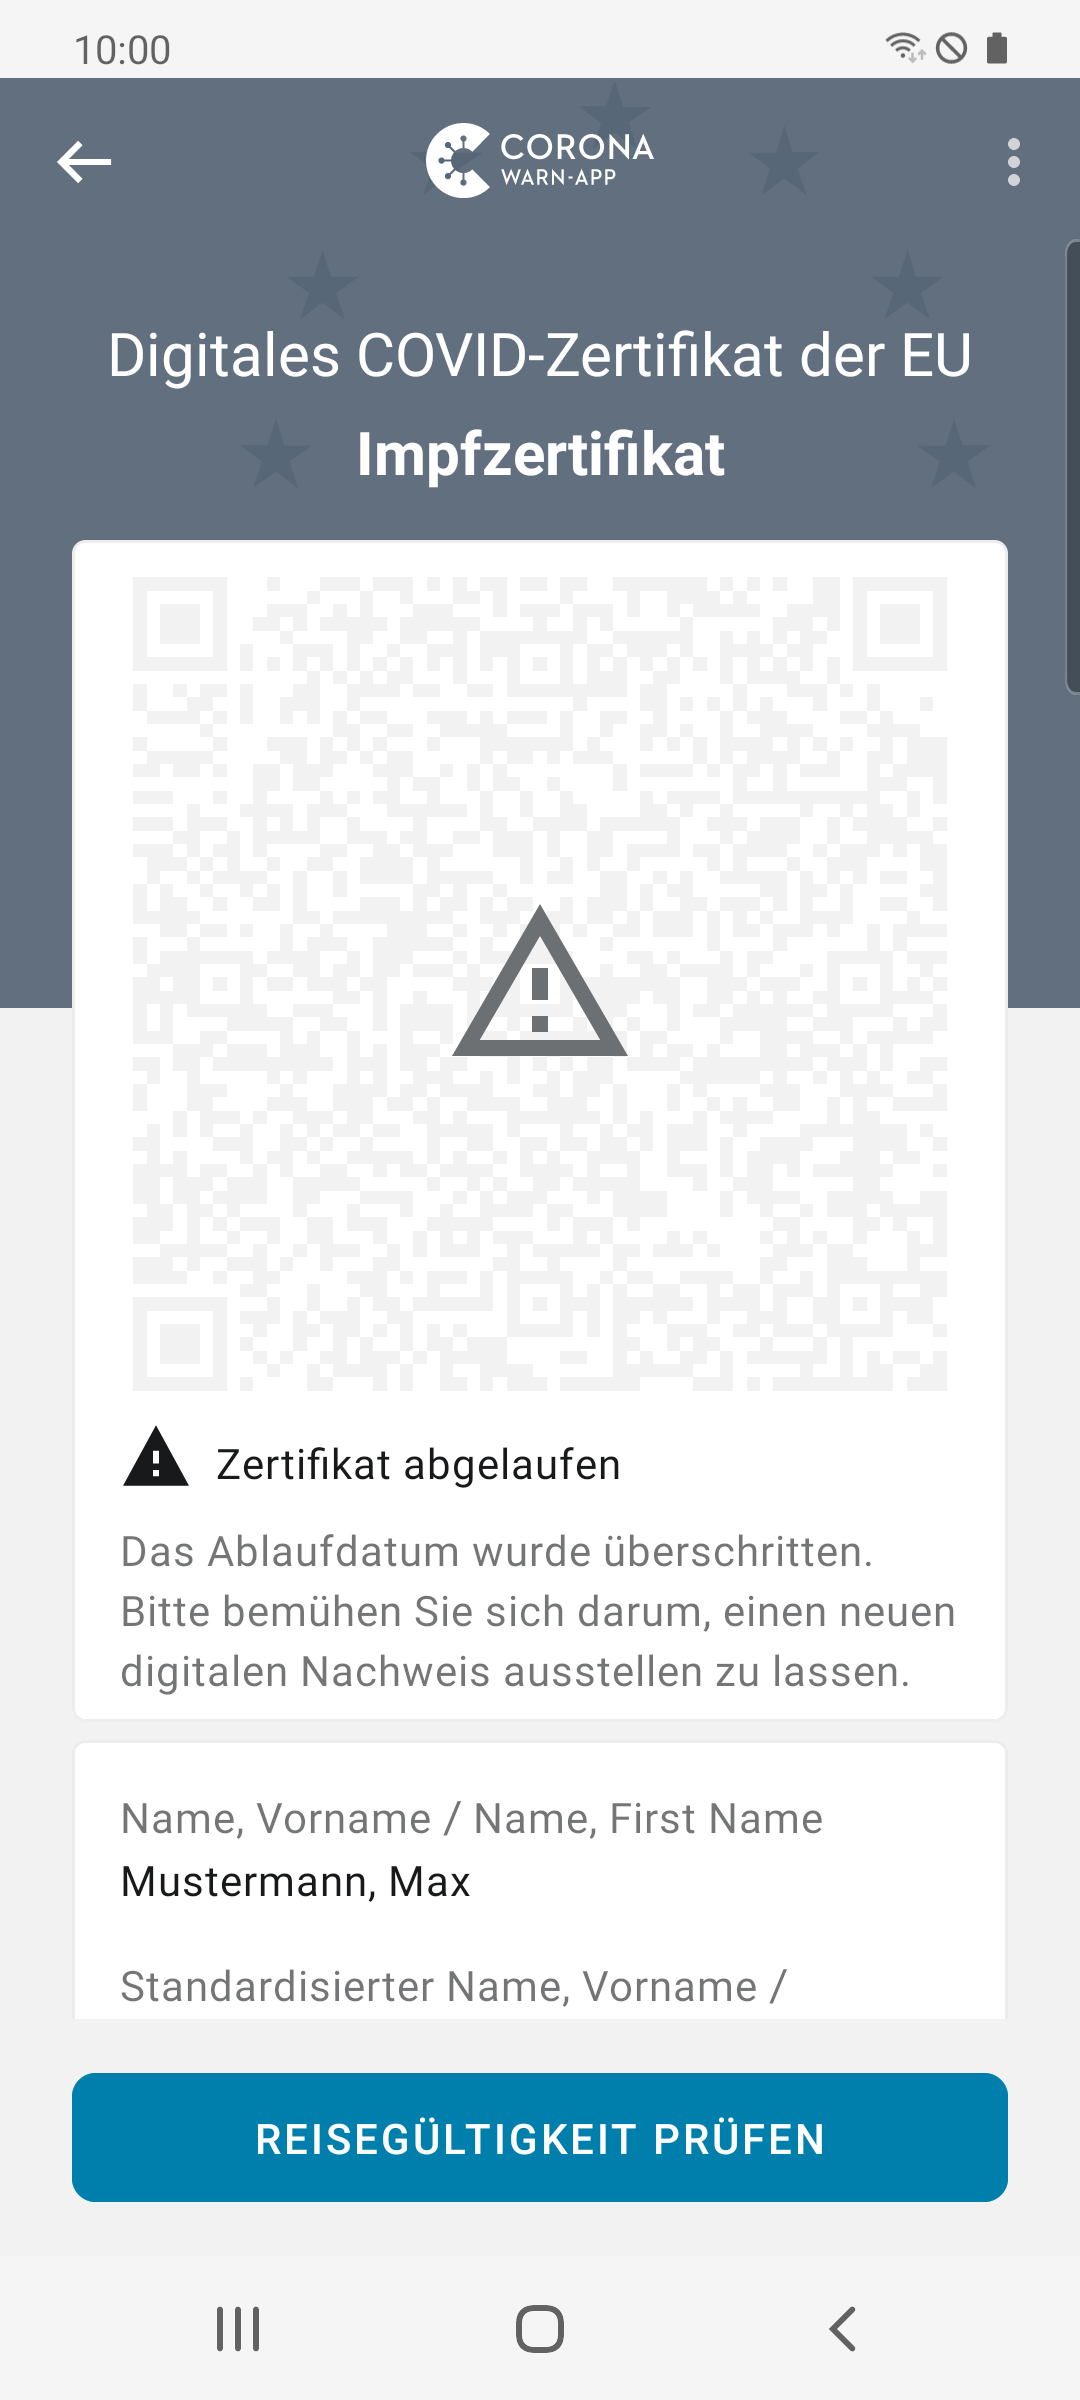 10:00
CORONA
WARN-APP
Digitales COVID-Zertifikat der EU
Impfzertifikat
Zertifikat abgelaufen
Das Ablaufdatum wurde überschritten.
Bitte bemühen Sie sich darum, einen neuen
digitalen Nachweis ausstellen zu lassen.
Name, Vorname / Name, First Name
Mustermann, Max
Standardisierter Name, Vorname /
REISEGÜLTIGKEIT PRÜFEN